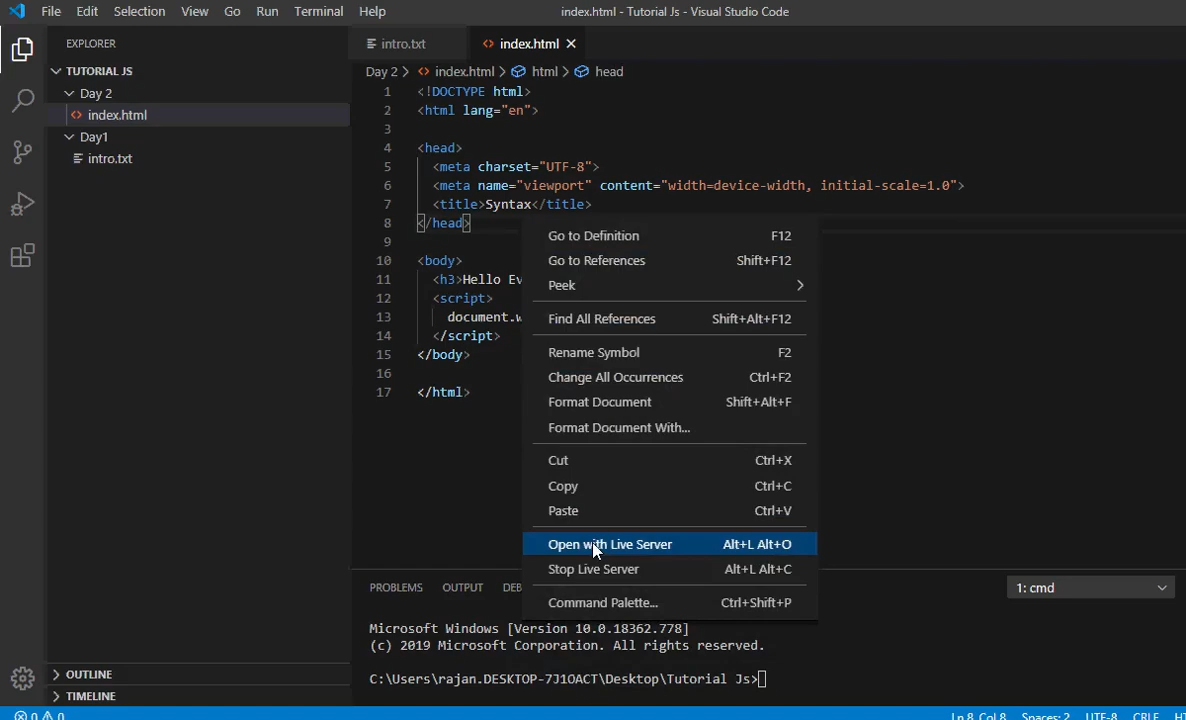 File Edit Selection View Go Run Terminal Help index.html - Tutorial Js - Visual Studio Code
EXPLORER
TUTORIAL JS
Day 2
index.html
Day1
intro.txt
OUTLINE
TIMELINE
intro.txt index.html
Day 2 index.html html head
1 <!DOCTYPE html>
2 <html lang="en">
3
4 <head>
5 <meta charset="UTF-8">
6 <meta name="viewport" content="width=device-width, initial-scale=1.0">
7 <title>Syntax</title>
8 </head>
9
10 <body>
11 <h3>Hello
12 <script>
13 document.w
14 </script>
15 </body>
16
17 </html>
Go to Definition F12
Go to References Shift+F12
Peek
Find All References Shift+Alt+F12
Rename Symbol F2
Change All Occurrences Ctrl+F2
Format Document Shift+Alt+F
Format Document With...
Cut Ctrl+X
Copy Ctrl+C
Paste Ctrl+V
Open with Live Server Alt+L Alt+O
Stop Live Server Alt+L Alt+C
Command Palette... Ctrl+Shift+P
PROBLEMS OUTPUT DEB 1: cmd
Microsoft Windows [Version 10.0.18362.778]
(c) 2019 Microsoft Corporation. All rights reserved.
C:\Users\rajan.DESKTOP-7J1OACT\Desktop\Tutorial Js>
0 0 Ln 8, Col 8 Spaces: 2 UTF-8 CRLF